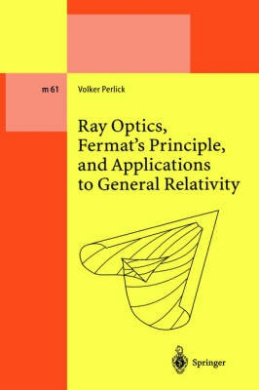 m 61
Volker Perlick
Ray Optics,
Fermat's Principle,
and Applications
to General Relativity
Springer